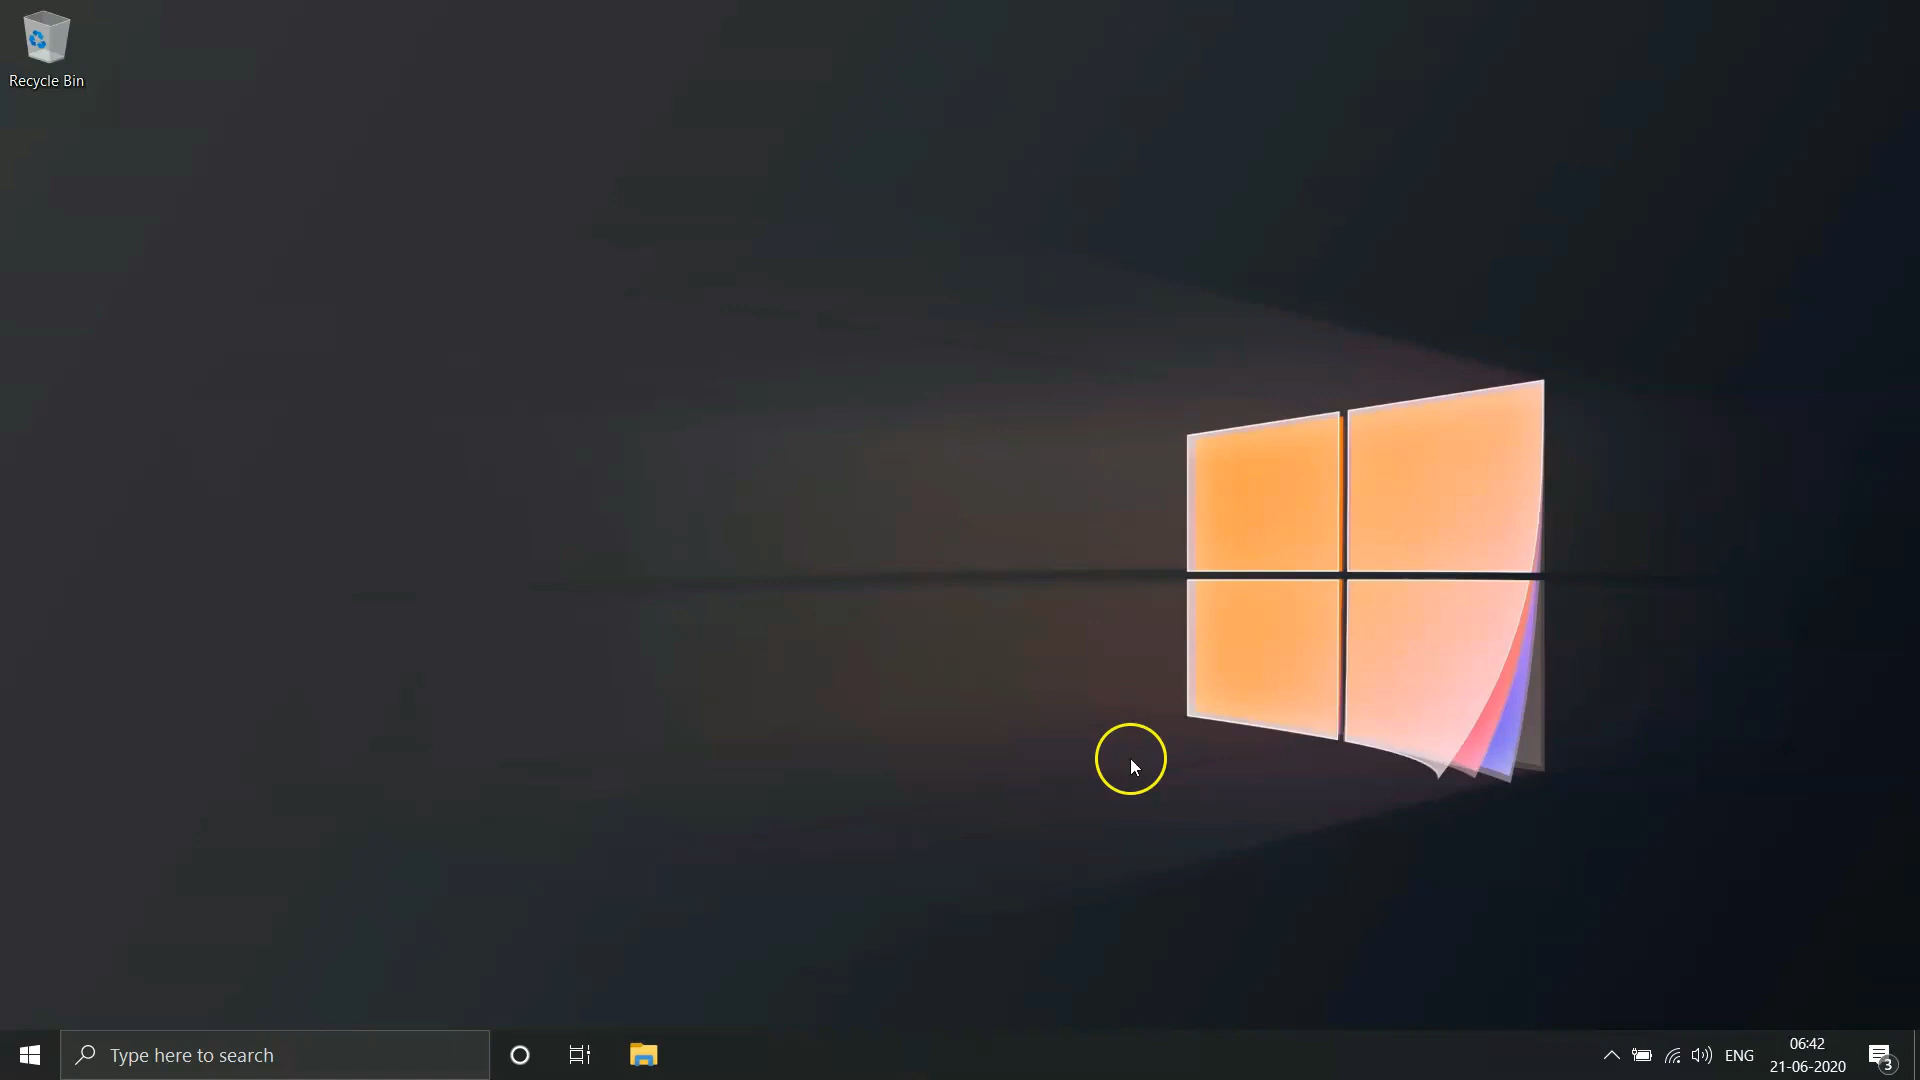 Recycle Bin
Type here to search
ENG
06:42
21-06-2020
3